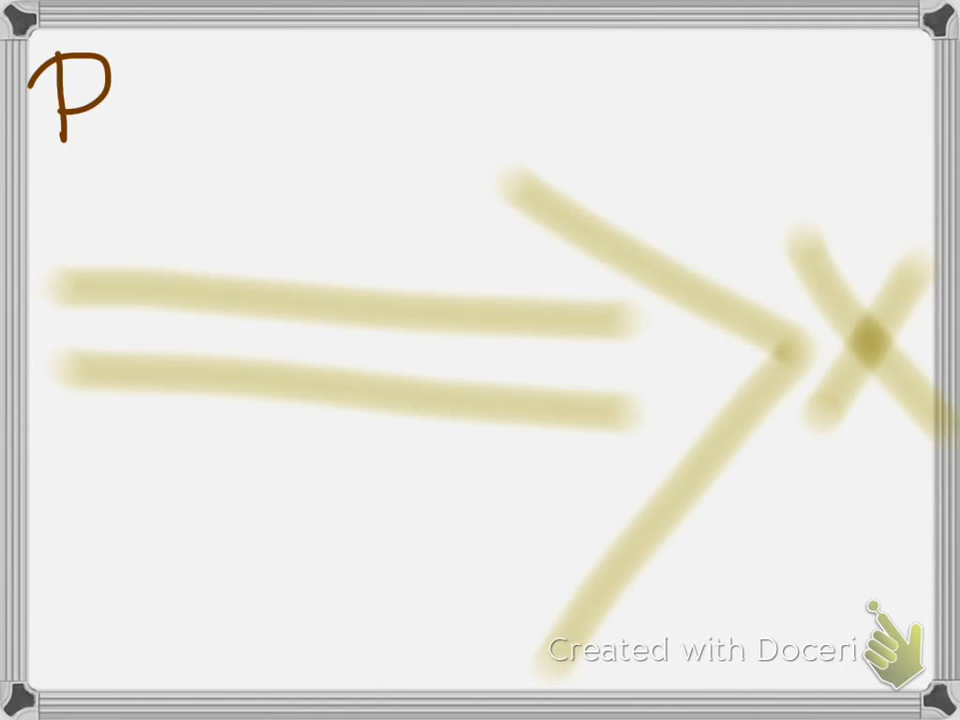 P
⇒ x
Created with Doceri